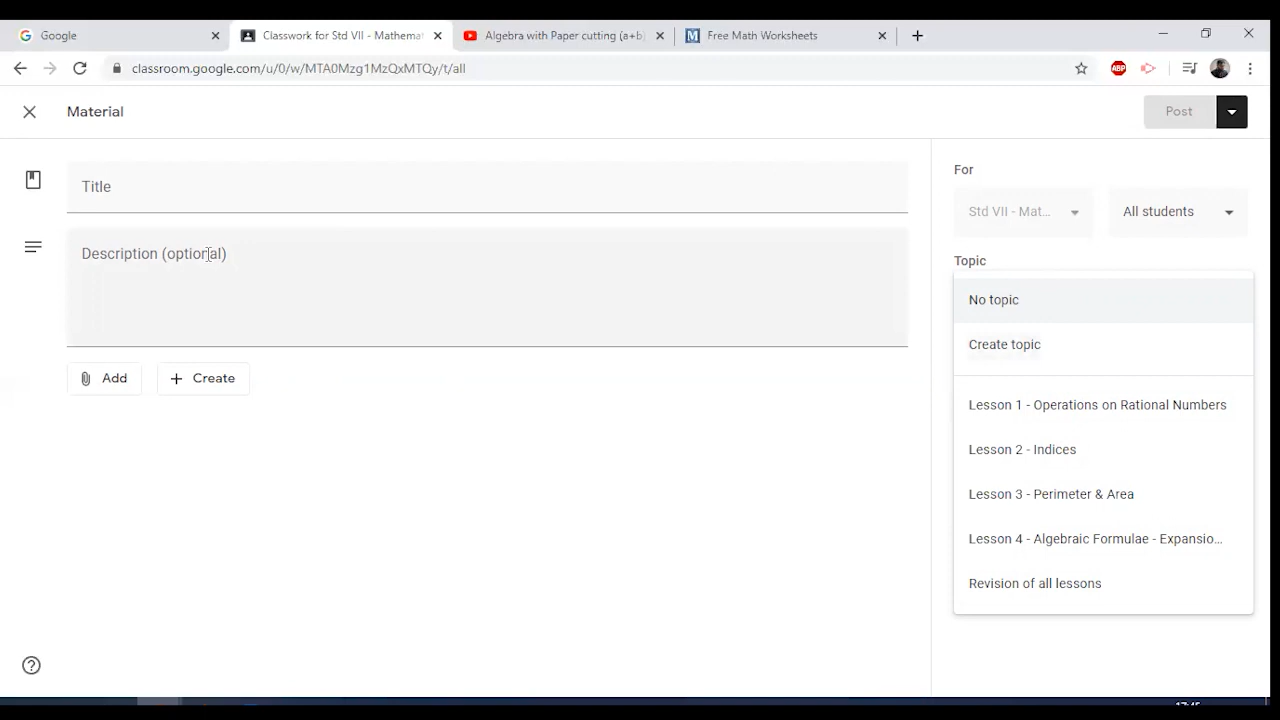 Google
Classwork for Std VII - Mathemat
Algebra with Paper cutting (a+b)
Free Math Worksheets
classroom.google.com/u/0/w/MTA0Mzg1MzQxMTQy/t/all
ABP
Material
Post
Title
Description (optional)
Add
Create
For
Std VII - Mat...
All students
Topic
No topic
Create topic
Lesson 1 - Operations on Rational Numbers
Lesson 2 - Indices
Lesson 3 - Perimeter & Area
Lesson 4 - Algebraic Formulae - Expansio...
Revision of all lessons